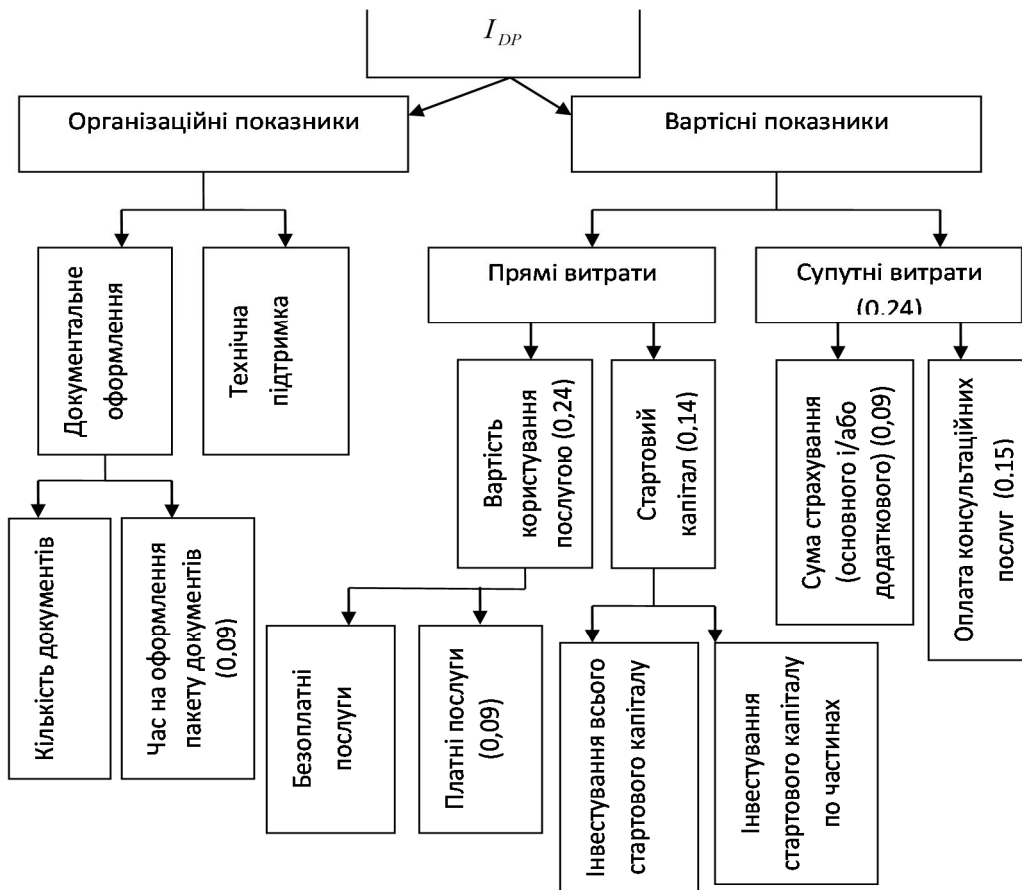 I_DP
Організаційні показники
Вартісні показники
Документальне
оформлення
Технічна
підтримка
Прямі витрати
Супутні витрати
(0.24)
Вартість
користування
послугою (0,24)
Стартовий
капітал (0,14)
Сума страхування
(основного і/або
додаткового) (0,09)
Оплата консультаційних
послуг (0.15)
Кількість документів
Час на оформлення
пакету документів
(0,09)
Безоплатні
послуги
Платні послуги
(0,09)
Інвестування всього
стартового капіталу
Інвестування
стартового капіталу
по частинах